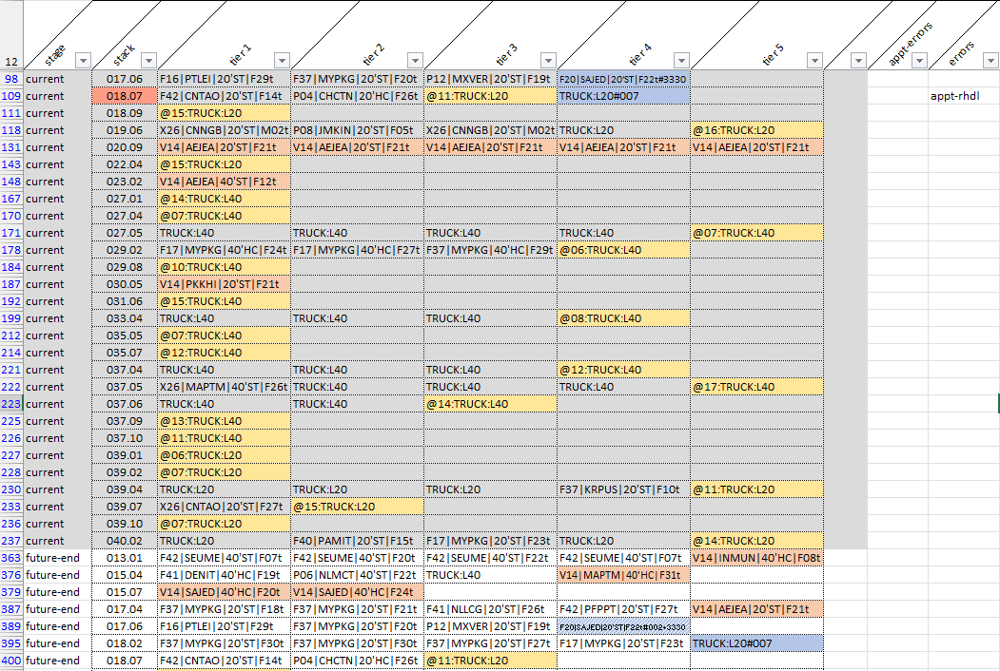 12 stage stack tier 1 tier 2 tier 3 tier 4 tier 5 appt-errors errors
98 current 017.06 F16|PTLEI|20'ST|F29t F37|MYPKG|20'ST|F20t P12|MXVER|20'ST|F19t F20|SAJED|20'ST|F22t#3330
109 current 018.07 F42|CNTAO|20'ST|F14t P04|CHCTN|20'HC|F26t @11:TRUCK:L20 TRUCK:L20#007 appt-rhdl
111 current 018.09 @15:TRUCK:L20
118 current 019.06 X26|CNNGB|20'ST|M02t P08|JMKIN|20'ST|F05t X26|CNNGB|20'ST|M02t TRUCK:L20 @16:TRUCK:L20
131 current 020.09 V14|AEJEA|20'ST|F21t V14|AEJEA|20'ST|F21t V14|AEJEA|20'ST|F21t V14|AEJEA|20'ST|F21t V14|AEJEA|20'ST|F21t
143 current 022.04 @15:TRUCK:L20
148 current 023.02 V14|AEJEA|40'ST|F12t
167 current 027.01 @14:TRUCK:L40
170 current 027.04 @07:TRUCK:L40
171 current 027.05 TRUCK:L40 TRUCK:L40 TRUCK:L40 TRUCK:L40 @07:TRUCK:L40
178 current 029.02 F17|MYPKG|40'HC|F24t F17|MYPKG|40'HC|F27t F37|MYPKG|40'HC|F29t @06:TRUCK:L40
184 current 029.08 @10:TRUCK:L40
187 current 030.05 V14|PKKHI|20'ST|F21t
192 current 031.06 @15:TRUCK:L40
199 current 033.04 TRUCK:L40 TRUCK:L40 TRUCK:L40 @08:TRUCK:L40
212 current 035.05 @07:TRUCK:L40
214 current 035.07 @12:TRUCK:L40
221 current 037.04 TRUCK:L40 TRUCK:L40 TRUCK:L40 @12:TRUCK:L40
222 current 037.05 X26|MAPTM|40'ST|F26t TRUCK:L40 TRUCK:L40 TRUCK:L40 @17:TRUCK:L40
223 current 037.06 TRUCK:L40 TRUCK:L40 @14:TRUCK:L40
225 current 037.09 @13:TRUCK:L40
226 current 037.10 @11:TRUCK:L40
227 current 039.01 @06:TRUCK:L20
228 current 039.02 @07:TRUCK:L20
230 current 039.04 TRUCK:L20 TRUCK:L20 TRUCK:L20 F37|KRPUS|20'ST|F10t @11:TRUCK:L20
233 current 039.07 X26|CNTAO|20'ST|F27t @15:TRUCK:L20
236 current 039.10 @07:TRUCK:L20
237 current 040.02 TRUCK:L20 F40|PAMIT|20'ST|F15t F17|MYPKG|20'ST|F23t TRUCK:L20 @14:TRUCK:L20
363 future-end 013.01 F42|SEUME|40'ST|F07t F42|SEUME|40'ST|F20t F42|SEUME|40'ST|F22t F42|SEUME|40'ST|F07t V14|INMUN|40'HC|F08t
376 future-end 015.04 F41|DENIT|40'HC|F19t P06|NLMCT|40'ST|F22t TRUCK:L40 V14|MAPTM|40'HC|F31t
379 future-end 015.07 V14|SAJED|40'HC|F20t V14|SAJED|40'HC|F24t
387 future-end 017.04 F37|MYPKG|20'ST|F18t F37|MYPKG|20'ST|F21t F41|NLLCG|20'ST|F26t F42|PFPPT|20'ST|F27t V14|AEJEA|20'ST|F21t
389 future-end 017.06 F16|PTLEI|20'ST|F29t F37|MYPKG|20'ST|F20t P12|MXVER|20'ST|F19t F20|SAJED|20'ST|F22t#002+3330
395 future-end 018.02 F37|MYPKG|20'ST|F30t F37|MYPKG|20'ST|F30t F37|MYPKG|20'ST|F27t F17|MYPKG|20'ST|F23t TRUCK:L20#007
400 future-end 018.07 F42|CNTAO|20'ST|F14t P04|CHCTN|20'HC|F26t @11:TRUCK:L20